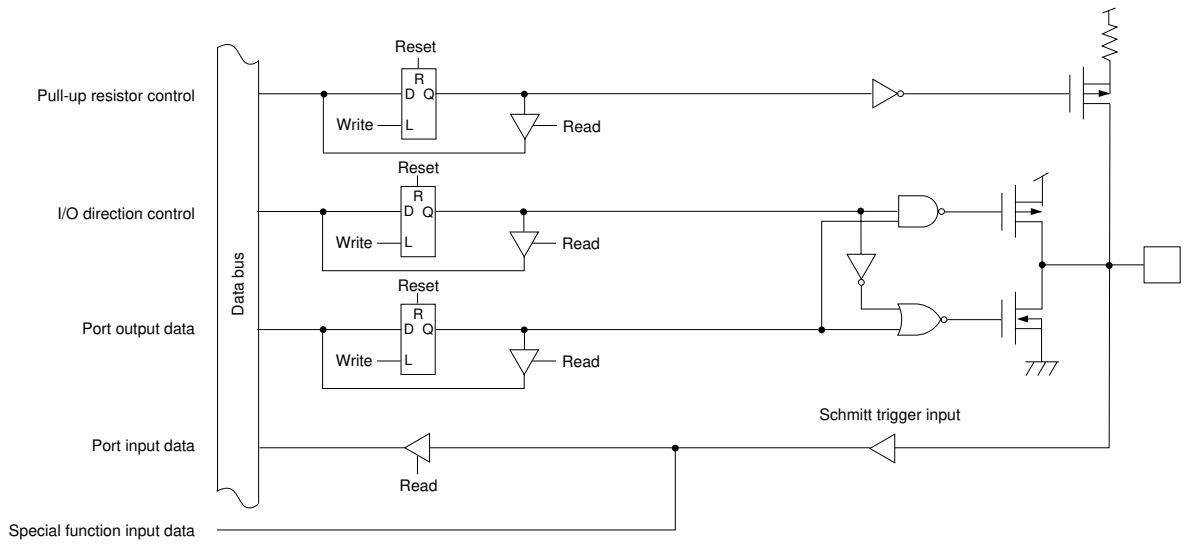 Reset
Pull-up resistor control
R
D Q
Write
L
Read
Reset
R
I/O direction control
D Q
Write
L
Read
Data bus
Reset
R
Port output data
D Q
Write
L
Read
Schmitt trigger input
Port input data
Read
Special function input data